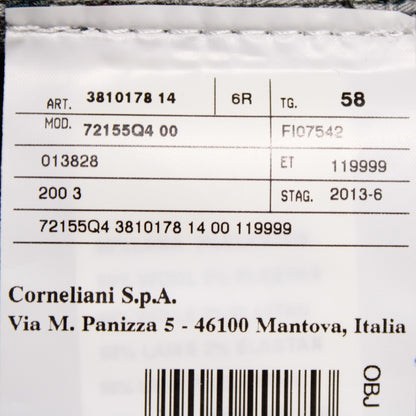 ART. 3810178 14 6R TG. 58
MOD. 72155Q4 00 FI07542
013828 ET 119999
200 3 STAG. 2013-6
72155Q4 3810178 14 00 119999
Corneliani S.p.A.
Via M. Panizza 5 - 46100 Mantova, Italia
OBJ